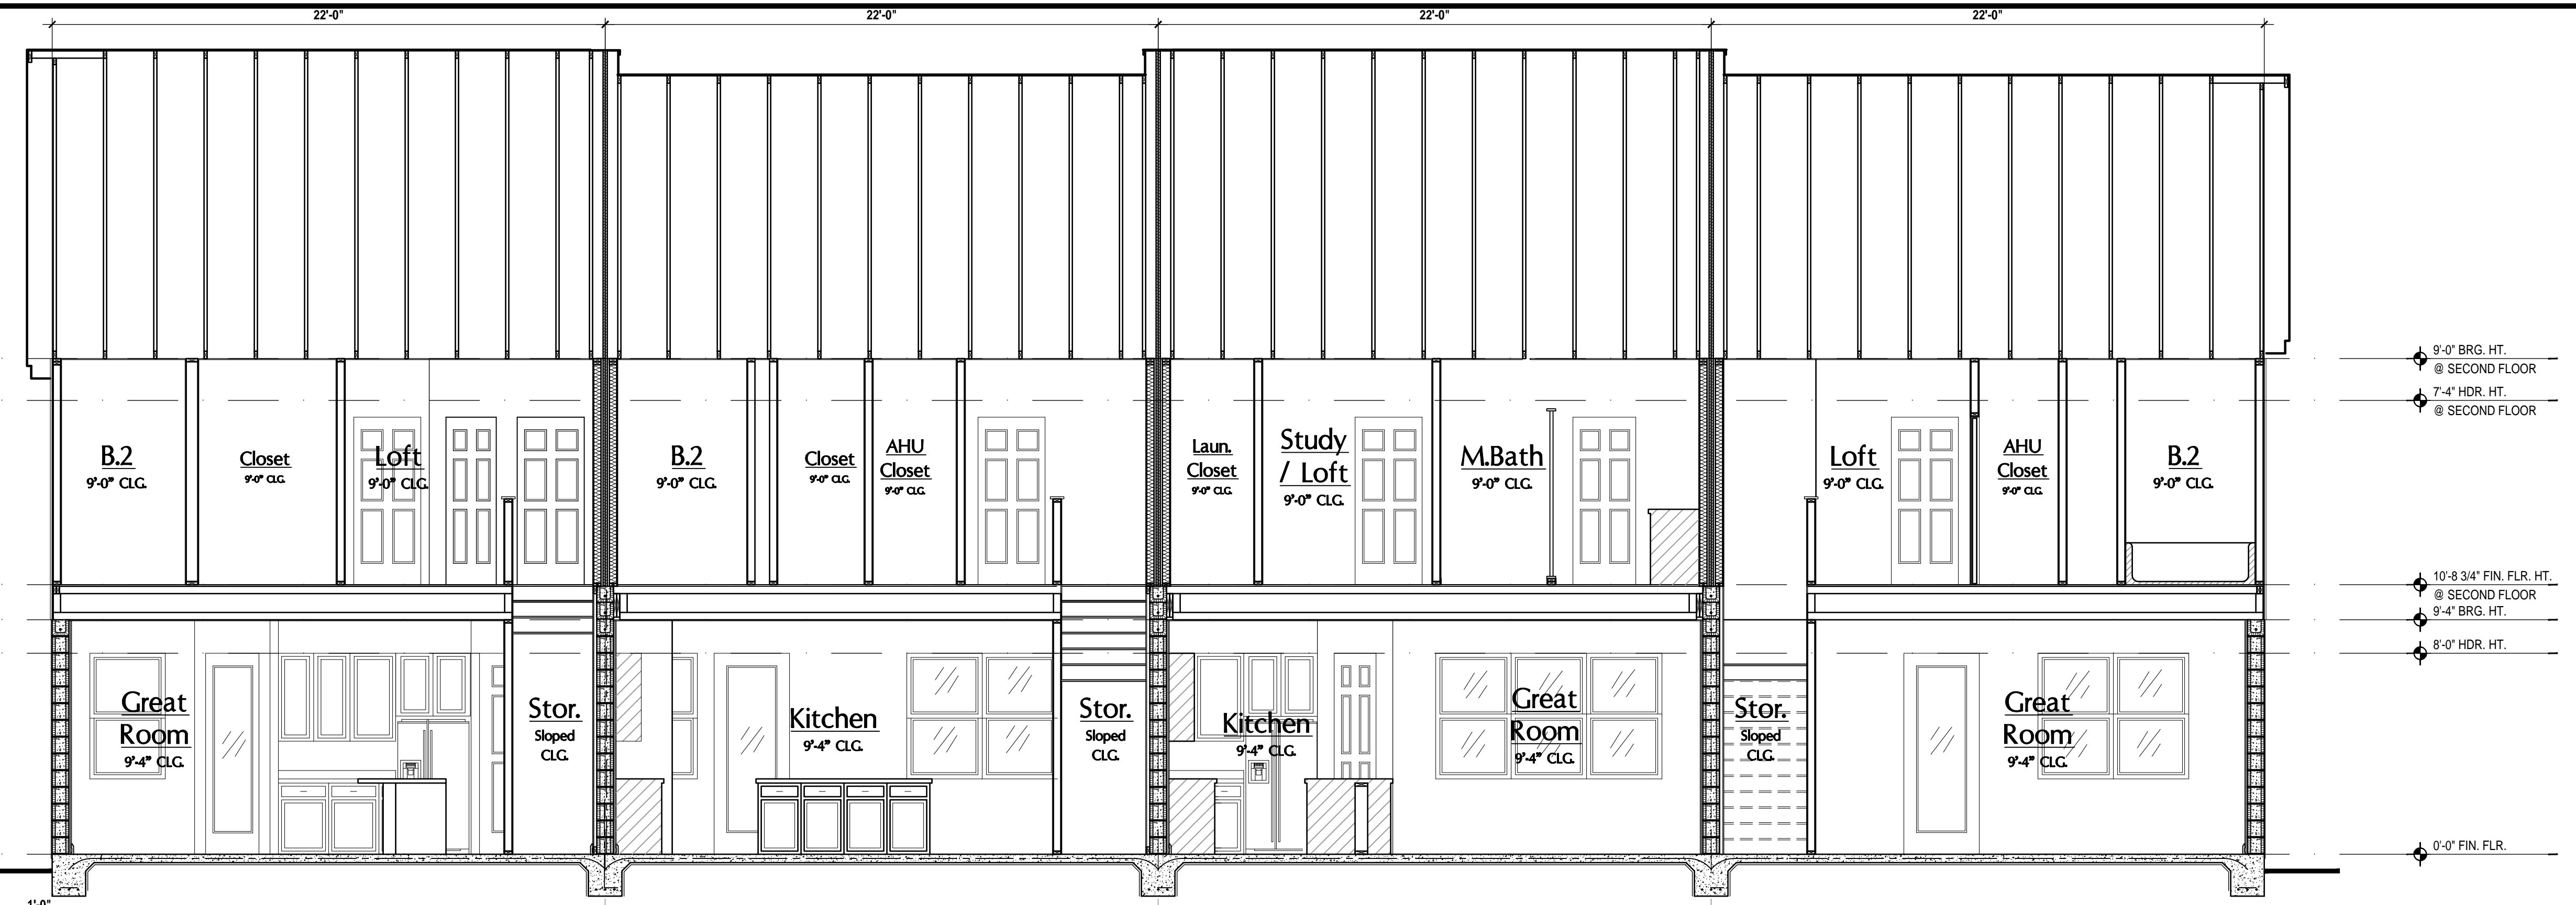 22'-0"
22'-0"
22'-0"
22'-0"
9'-0" BRG. HT.
@ SECOND FLOOR
7'-4" HDR. HT.
@ SECOND FLOOR
B.2
9'-0" CLG.
Closet
9'-0" CLG.
Loft
9'-0" CLG.
B.2
9'-0" CLG.
Closet
9'-0" CLG.
AHU
Closet
9'-0" CLG.
Laun.
Closet
9'-0" CLG.
Study
/ Loft
9'-0" CLG.
M.Bath
9'-0" CLG.
Loft
9'-0" CLG.
AHU
Closet
9'-0" CLG.
B.2
9'-0" CLG.
10'-8 3/4" FIN. FLR. HT.
@ SECOND FLOOR
9'-4" BRG. HT.
8'-0" HDR. HT.
Great
Room
9'-4" CLG.
Stor.
Sloped
CLG.
Kitchen
9'-4" CLG.
Stor.
Sloped
CLG.
Kitchen
9'-4" CLG.
Great
Room
9'-4" CLG.
Stor.
Sloped
CLG.
Great
Room
9'-4" CLG.
0'-0" FIN. FLR.
1'-0"